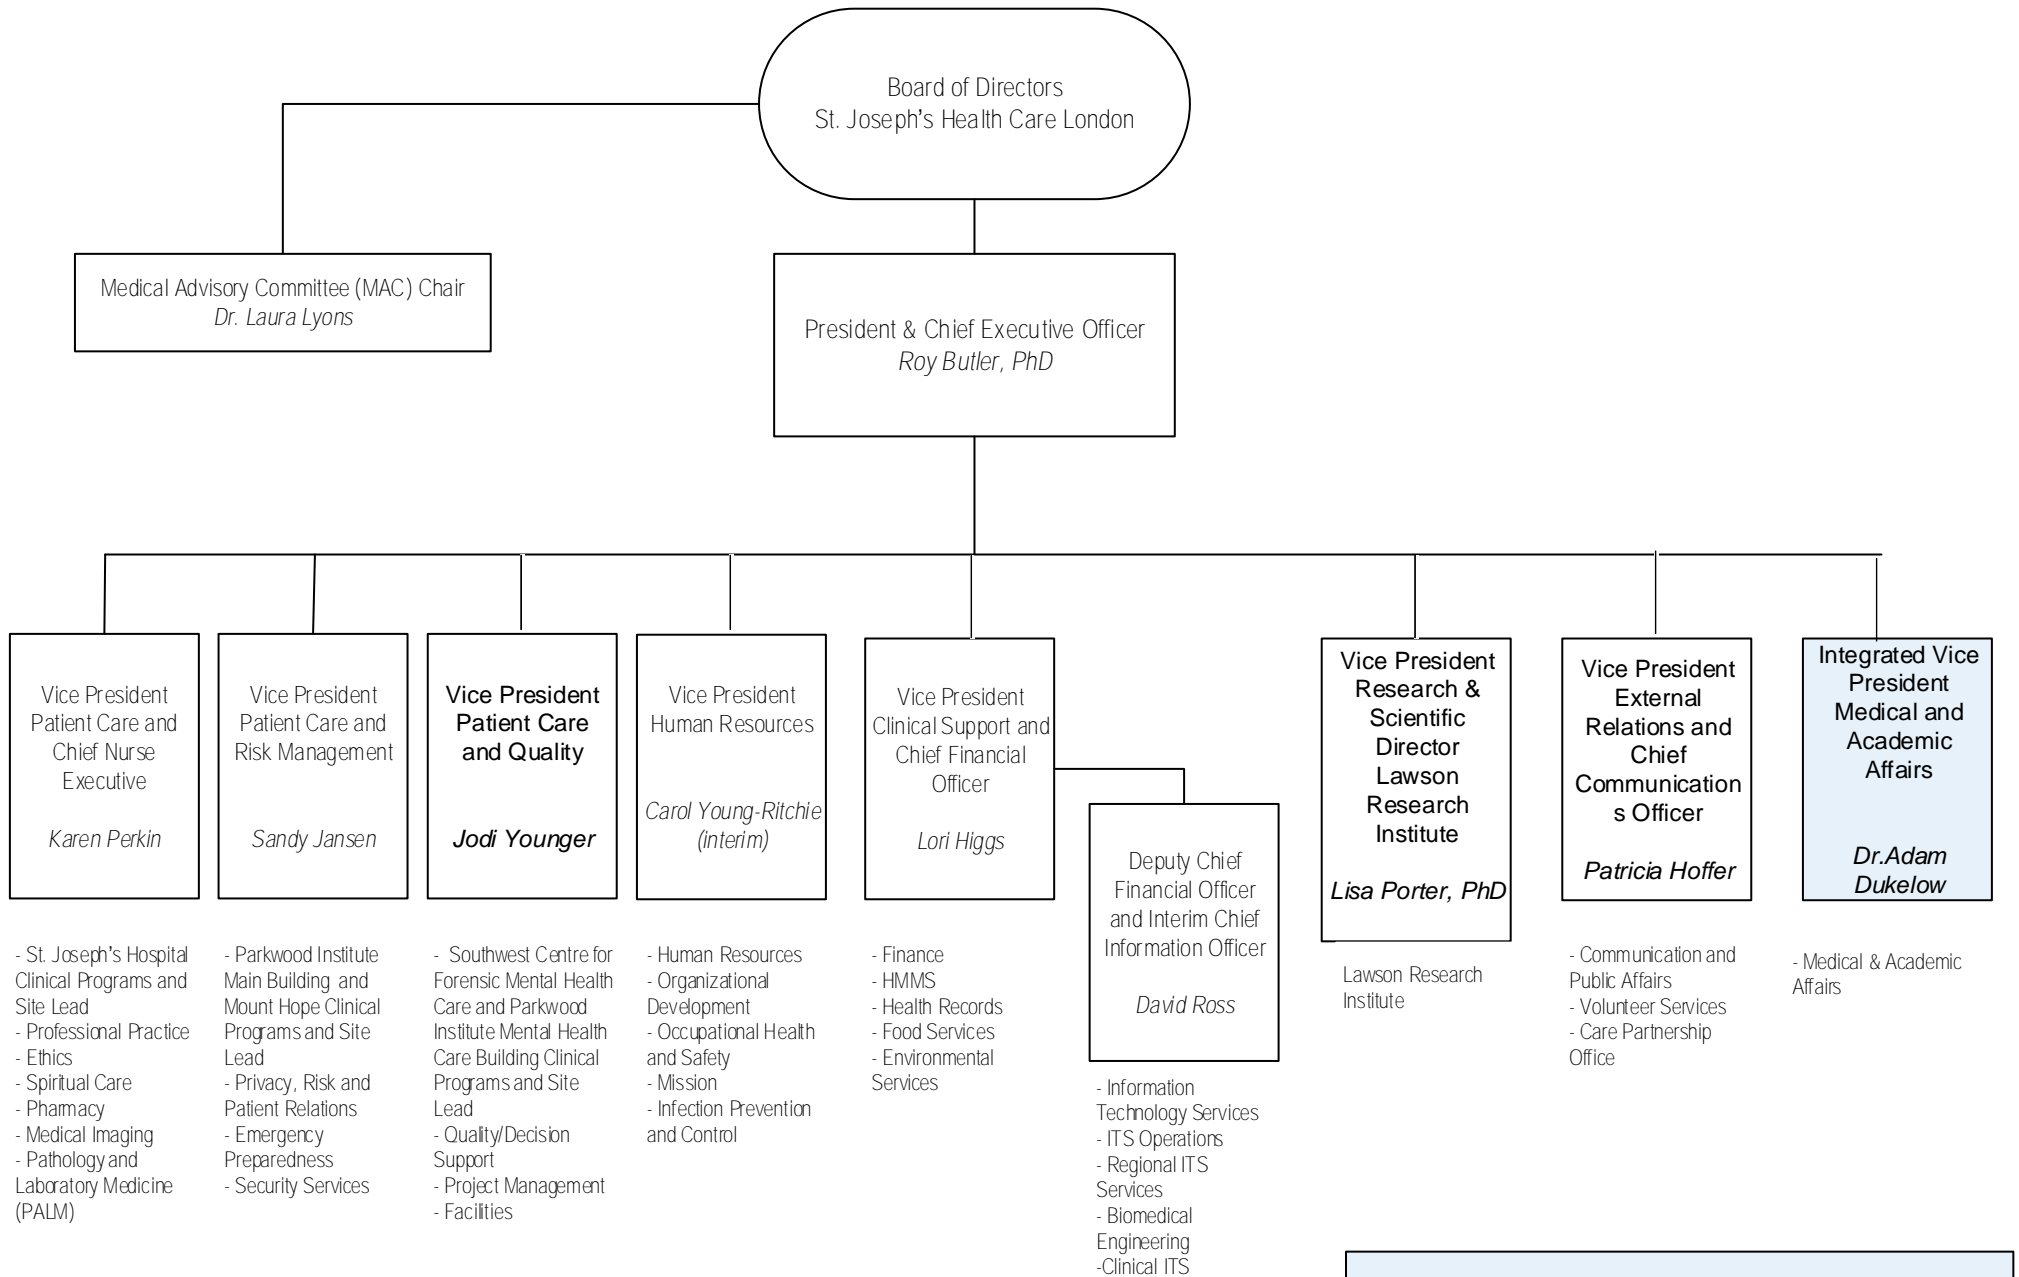 Board of Directors
St. Joseph's Health Care London
Medical Advisory Committee (MAC) Chair
Dr. Laura Lyons
President & Chief Executive Officer
Roy Butler, PhD
Vice President
Patient Care and
Chief Nurse
Executive
Karen Perkin
Vice President
Patient Care and
Risk Management
Sandy Jansen
Vice President
Patient Care
and Quality
Jodi Younger
Vice President
Human Resources
Carol Young-Ritchie
(interim)
Vice President
Clinical Support and
Chief Financial
Officer
Lori Higgs
Deputy Chief
Financial Officer
and Interim Chief
Information Officer
David Ross
Vice President
Research &
Scientific
Director
Lawson
Research
Institute
Lisa Porter, PhD
Vice President
External
Relations and
Chief
Communication
s Officer
Patricia Hoffer
Integrated Vice
President
Medical and
Academic
Affairs
Dr.Adam
Dukelow
- St. Joseph's Hospital
Clinical Programs and
Site Lead
- Professional Practice
- Ethics
- Spiritual Care
- Pharmacy
- Medical Imaging
- Pathology and
Laboratory Medicine
(PALM)
- Parkwood Institute
Main Building and
Mount Hope Clinical
Programs and Site
Lead
- Privacy, Risk and
Patient Relations
- Emergency
Preparedness
- Security Services
- Southwest Centre for
Forensic Mental Health
Care and Parkwood
Institute Mental Health
Care Building Clinical
Programs and Site
Lead
- Quality/Decision
Support
- Project Management
- Facilities
- Human Resources
- Organizational
Development
- Occupational Health
and Safety
- Mission
- Infection Prevention
and Control
- Finance
- HMMS
- Health Records
- Food Services
- Environmental
Services
- Information
Technology Services
- ITS Operations
- Regional ITS
Services
- Biomedical
Engineering
-Clinical ITS
Lawson Research
Institute
- Communication and
Public Affairs
- Volunteer Services
- Care Partnership
Office
- Medical & Academic
Affairs